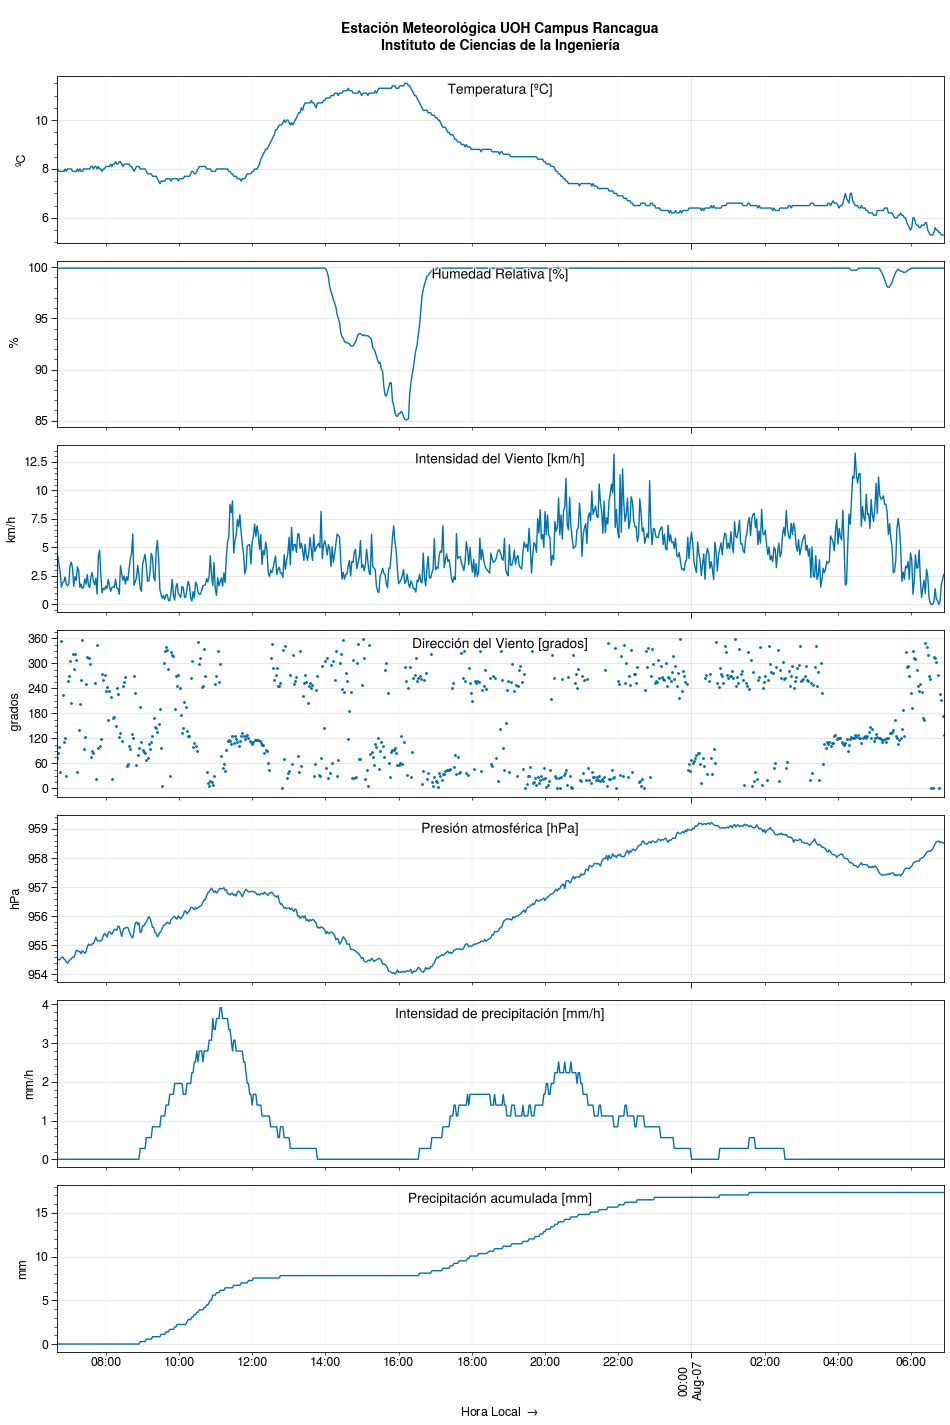 Estación Meteorológica UOH Campus Rancagua
Instituto de Ciencias de la Ingeniería
Temperatura [ºC]
ºC
10
8
6
Humedad Relativa [%]
%
100
95
90
85
Intensidad del Viento [km/h]
km/h
12.5
10
7.5
5
2.5
0
Dirección del Viento [grados]
grados
360
300
240
180
120
60
0
Presión atmosférica [hPa]
hPa
959
958
957
956
955
954
Intensidad de precipitación [mm/h]
mm/h
4
3
2
1
0
Precipitación acumulada [mm]
mm
15
10
5
0
08:00 10:00 12:00 14:00 16:00 18:00 20:00 22:00 00:00 02:00 04:00 06:00
Aug-07
Hora Local →